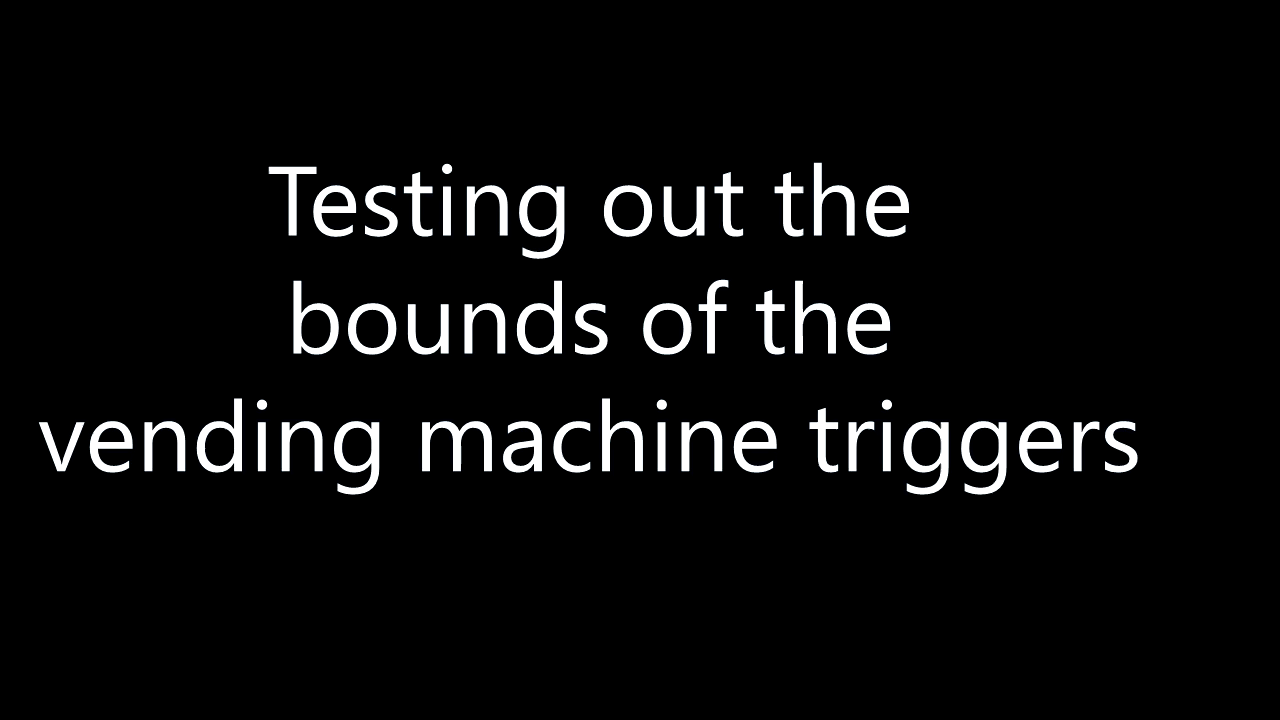 Testing out the
bounds of the
vending machine triggers